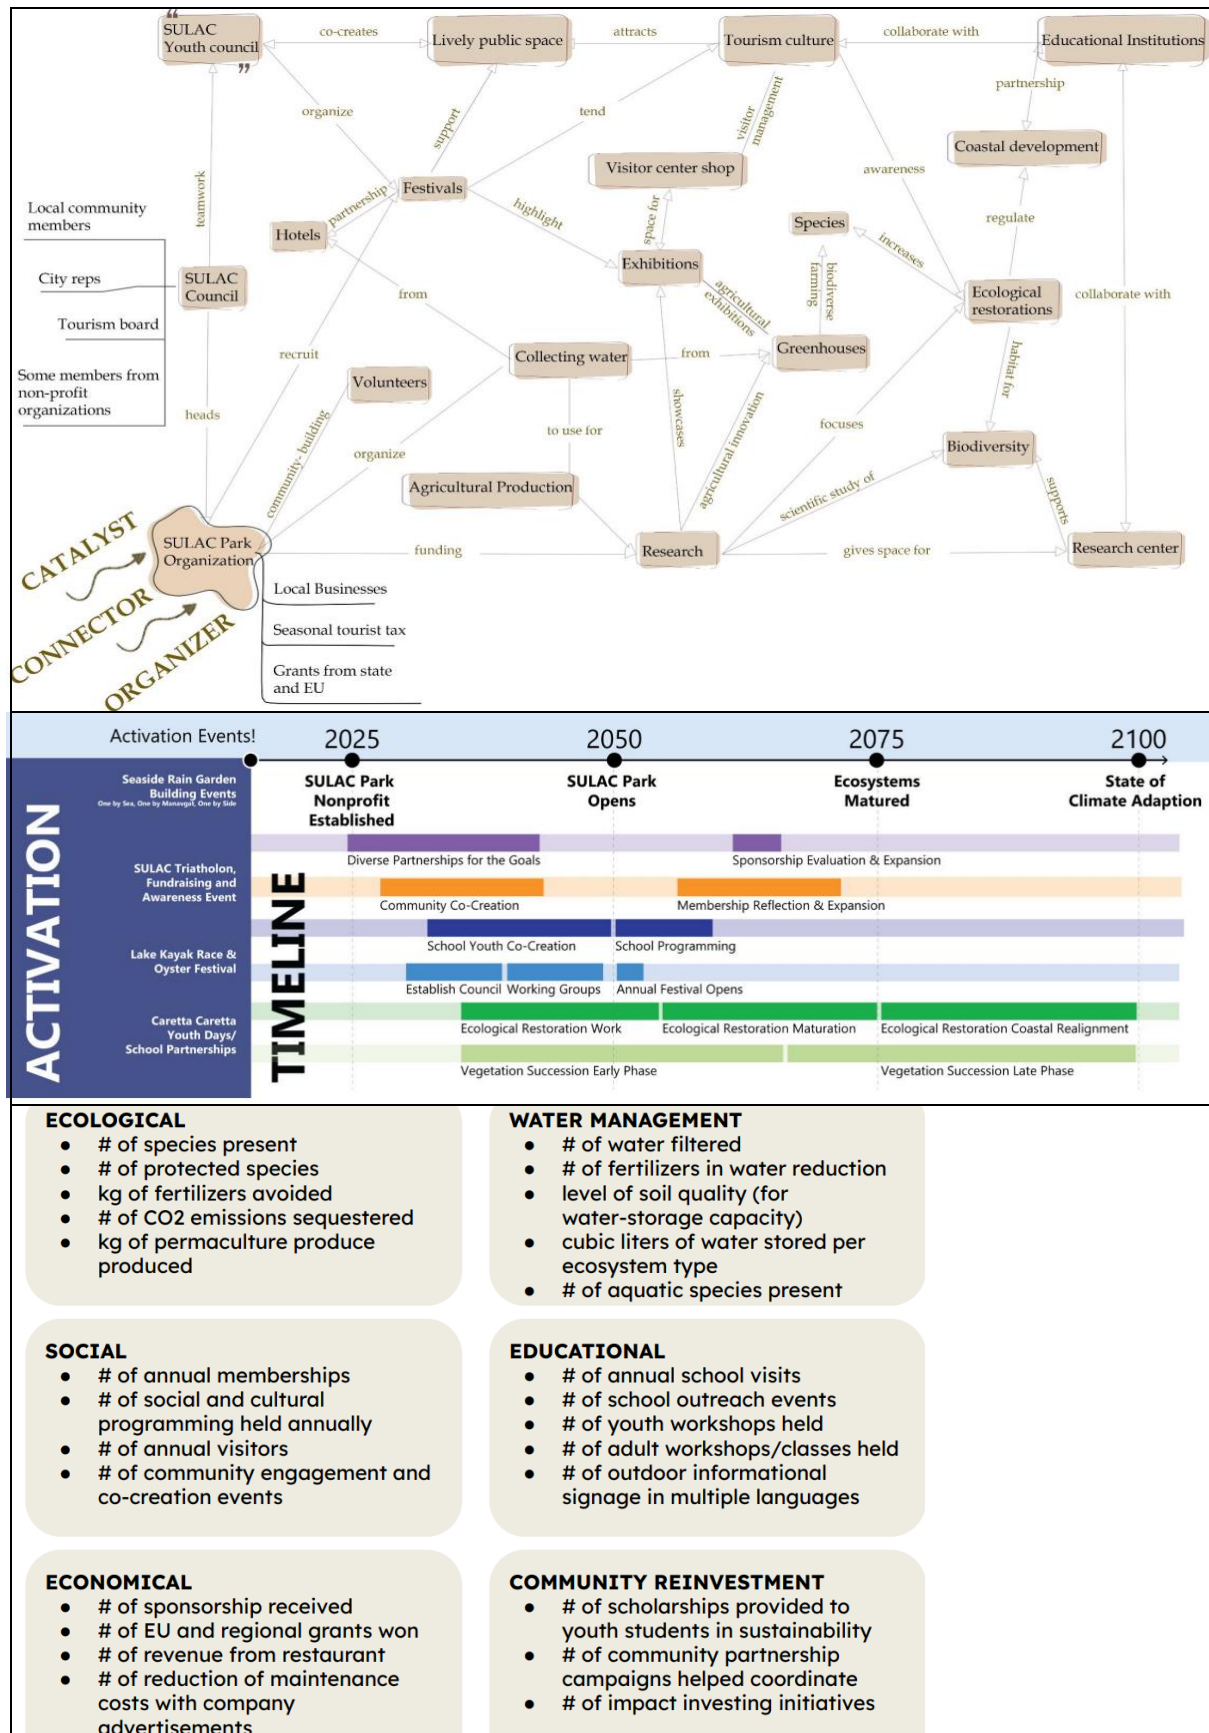 “
SULAC
Youth council
”
co-creates
Lively public space
attracts
Tourism culture
collaborate with
Educational Institutions
partnership
organize
support
tend
visitor
management
Coastal development
Visitor center shop
awareness
teamwork
partnership
Festivals
Local community
members
highlight
space for
Species
regulate
Hotels
increases
City reps
SULAC
Council
Exhibitions
agricultural
exhibitions
biodiverse
farming
Ecological
restorations
collaborate with
from
Tourism board
recruit
Collecting water
from
Greenhouses
habitat for
Some members from
non-profit
organizations
Volunteers
heads
showcases
agricultural innovation
focuses
to use for
community- building
organize
Biodiversity
Agricultural Production
scientific study of
supports
CATALYST
SULAC Park
Organization
funding
Research
gives space for
Research center
CONNECTOR
Local Businesses
ORGANIZER
Seasonal tourist tax
Grants from state
and EU
Activation Events!
2025
2050
2075
2100
ACTIVATION
Seaside Rain Garden
Building Events
One by Sea, One by Manavgat, One by Side
SULAC Park
Nonprofit
Established
SULAC Park
Opens
Ecosystems
Matured
State of
Climate Adaption
TIMELINE
Diverse Partnerships for the Goals
Sponsorship Evaluation & Expansion
SULAC Triatholon,
Fundraising and
Awareness Event
Community Co-Creation
Membership Reflection & Expansion
School Youth Co-Creation
School Programming
Lake Kayak Race &
Oyster Festival
Establish Council
Working Groups
Annual Festival Opens
Caretta Caretta
Youth Days/
School Partnerships
Ecological Restoration Work
Ecological Restoration Maturation
Ecological Restoration Coastal Realignment
Vegetation Succession Early Phase
Vegetation Succession Late Phase
ECOLOGICAL
● # of species present
● # of protected species
● kg of fertilizers avoided
● # of CO2 emissions sequestered
● kg of permaculture produce
produced
WATER MANAGEMENT
● # of water filtered
● # of fertilizers in water reduction
● level of soil quality (for
water-storage capacity)
● cubic liters of water stored per
ecosystem type
● # of aquatic species present
SOCIAL
● # of annual memberships
● # of social and cultural
programming held annually
● # of annual visitors
● # of community engagement and
co-creation events
EDUCATIONAL
● # of annual school visits
● # of school outreach events
● # of youth workshops held
● # of adult workshops/classes held
● # of outdoor informational
signage in multiple languages
ECONOMICAL
● # of sponsorship received
● # of EU and regional grants won
● # of revenue from restaurant
● # of reduction of maintenance
costs with company
advertisements
COMMUNITY REINVESTMENT
● # of scholarships provided to
youth students in sustainability
● # of community partnership
campaigns helped coordinate
● # of impact investing initiatives